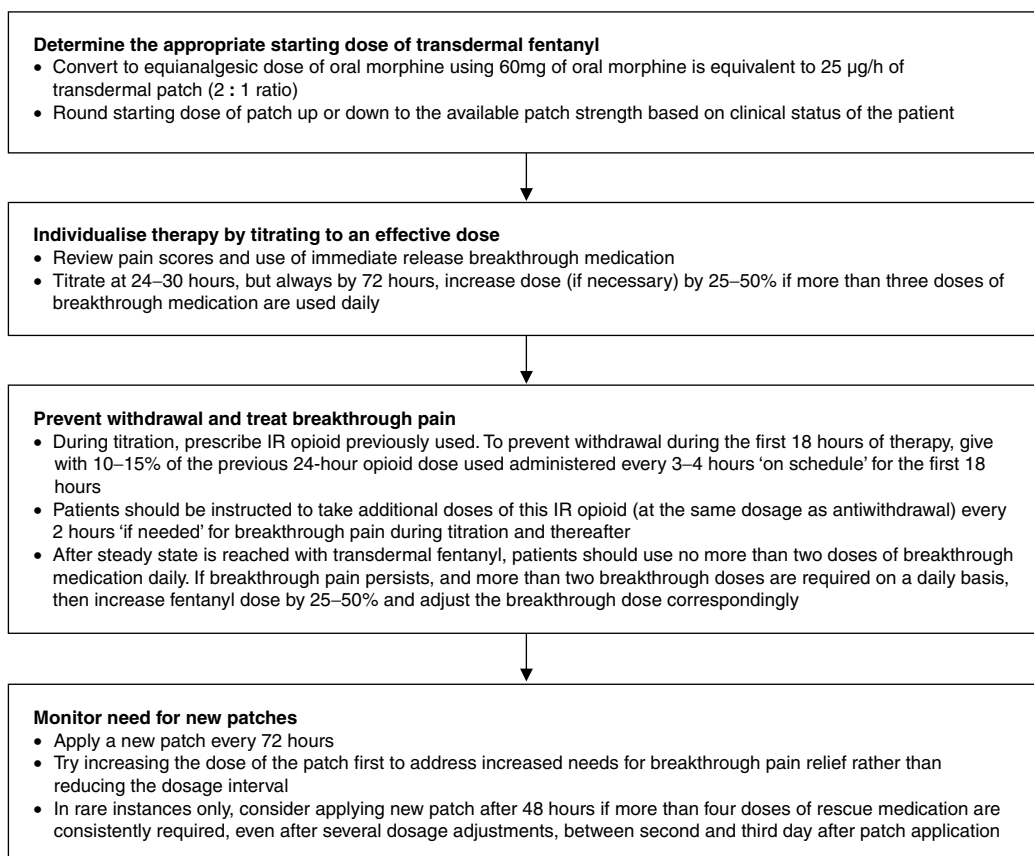 Determine the appropriate starting dose of transdermal fentanyl
• Convert to equianalgesic dose of oral morphine using 60mg of oral morphine is equivalent to 25 µg/h of
transdermal patch (2 : 1 ratio)
• Round starting dose of patch up or down to the available patch strength based on clinical status of the patient
Individualise therapy by titrating to an effective dose
• Review pain scores and use of immediate release breakthrough medication
• Titrate at 24–30 hours, but always by 72 hours, increase dose (if necessary) by 25–50% if more than three doses of
breakthrough medication are used daily
Prevent withdrawal and treat breakthrough pain
• During titration, prescribe IR opioid previously used. To prevent withdrawal during the first 18 hours of therapy, give
with 10–15% of the previous 24-hour opioid dose used administered every 3–4 hours 'on schedule' for the first 18
hours
• Patients should be instructed to take additional doses of this IR opioid (at the same dosage as antiwithdrawal) every
2 hours 'if needed' for breakthrough pain during titration and thereafter
• After steady state is reached with transdermal fentanyl, patients should use no more than two doses of breakthrough
medication daily. If breakthrough pain persists, and more than two breakthrough doses are required on a daily basis,
then increase fentanyl dose by 25–50% and adjust the breakthrough dose correspondingly
Monitor need for new patches
• Apply a new patch every 72 hours
• Try increasing the dose of the patch first to address increased needs for breakthrough pain relief rather than
reducing the dosage interval
• In rare instances only, consider applying new patch after 48 hours if more than four doses of rescue medication are
consistently required, even after several dosage adjustments, between second and third day after patch application